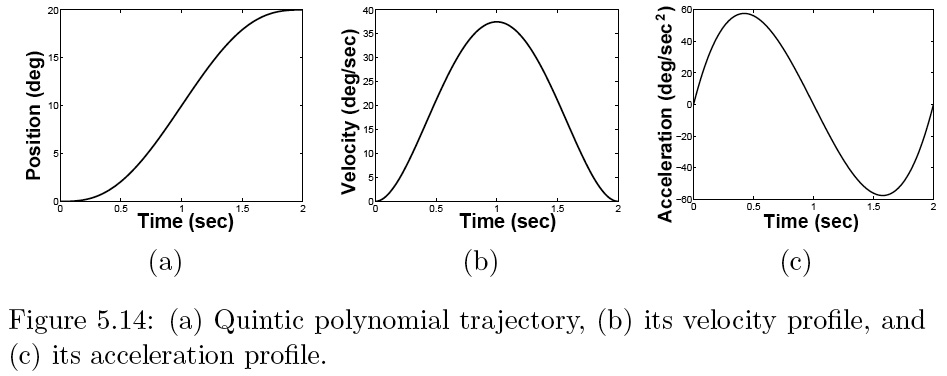 20
15
10
5
0
0 0.5 1 1.5 2
Position (deg)
Time (sec)
(a)
40
35
30
25
20
15
10
5
0
0 0.5 1 1.5 2
Velocity (deg/sec)
Time (sec)
(b)
60
40
20
0
−20
−40
−60
0 0.5 1 1.5 2
Acceleration (deg/sec²)
Time (sec)
(c)
Figure 5.14: (a) Quintic polynomial trajectory, (b) its velocity profile, and
(c) its acceleration profile.